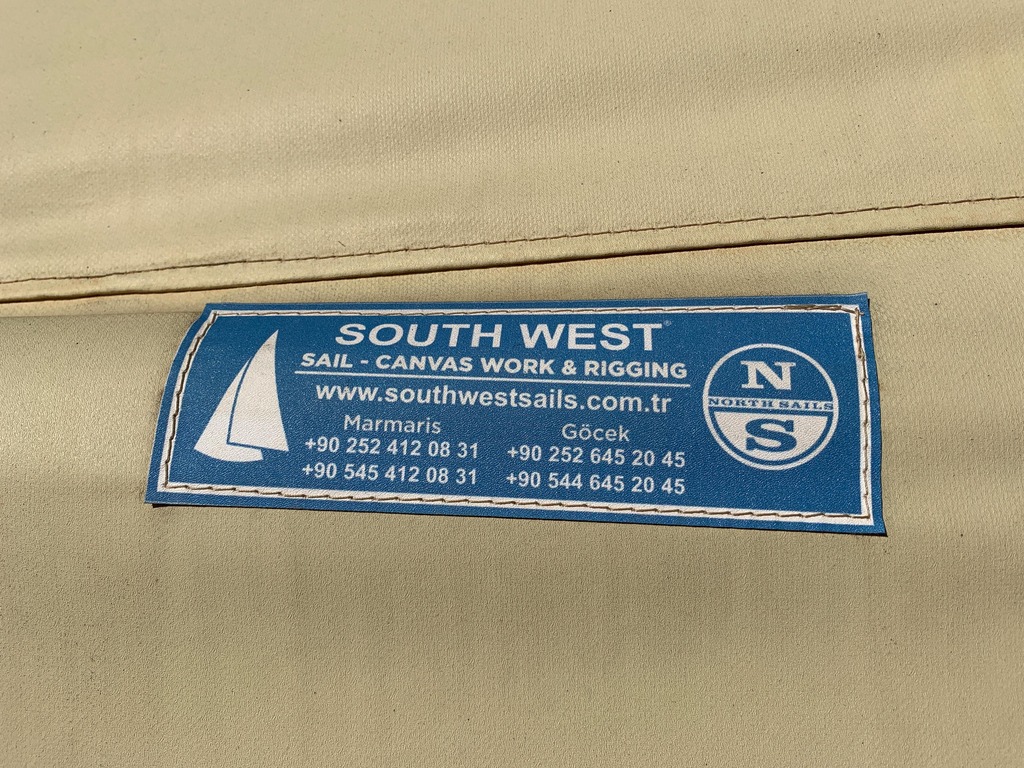 SOUTH WEST®
SAIL - CANVAS WORK & RIGGING
www.southwestsails.com.tr
Marmaris
+90 252 412 08 31
+90 545 412 08 31
Göcek
+90 252 645 20 45
+90 544 645 20 45
N
NORTH SAILS
S